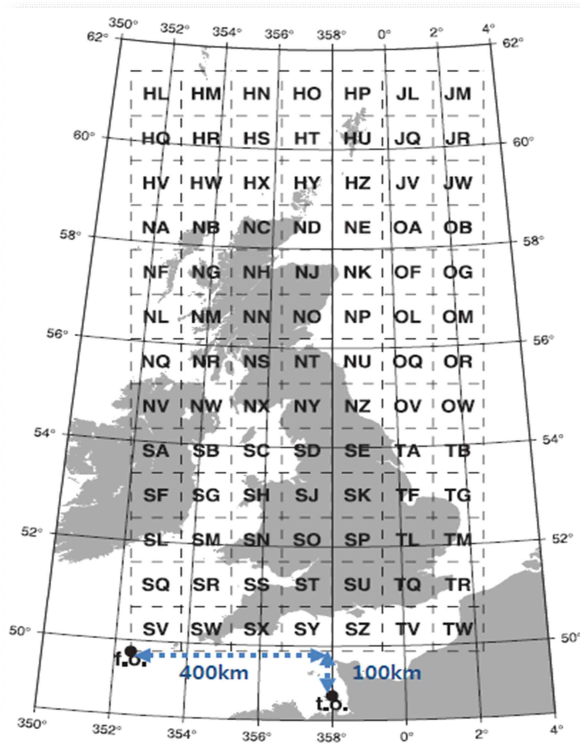 350° 352° 354° 356° 358° 0° 2° 4°
62° 62°
HL HM HN HO HP JL JM
60° HQ HR HS HT HU JQ JR 60°
HV HW HX HY HZ JV JW
58° NA NB NC ND NE OA OB 58°
NF NG NH NJ NK OF OG
NL NM NN NO NP OL OM
56° 56°
NQ NR NS NT NU OQ OR
NV NW NX NY NZ OV OW
54° SA SB SC SD SE TA TB 54°
SF SG SH SJ SK TF TG
52° SL SM SN SO SP TL TM 52°
SQ SR SS ST SU TQ TR
50° SV SW SX SY SZ TV TW 50°
f.o.
400km 100km
t.o.
350° 352° 354° 356° 358° 0° 2° 4°